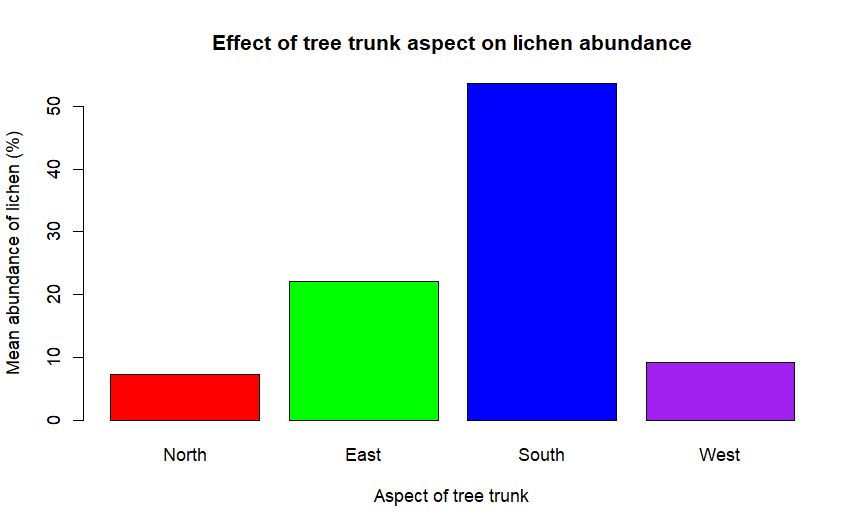 Effect of tree trunk aspect on lichen abundance
Mean abundance of lichen (%)
50
40
30
20
10
0
North East South West
Aspect of tree trunk